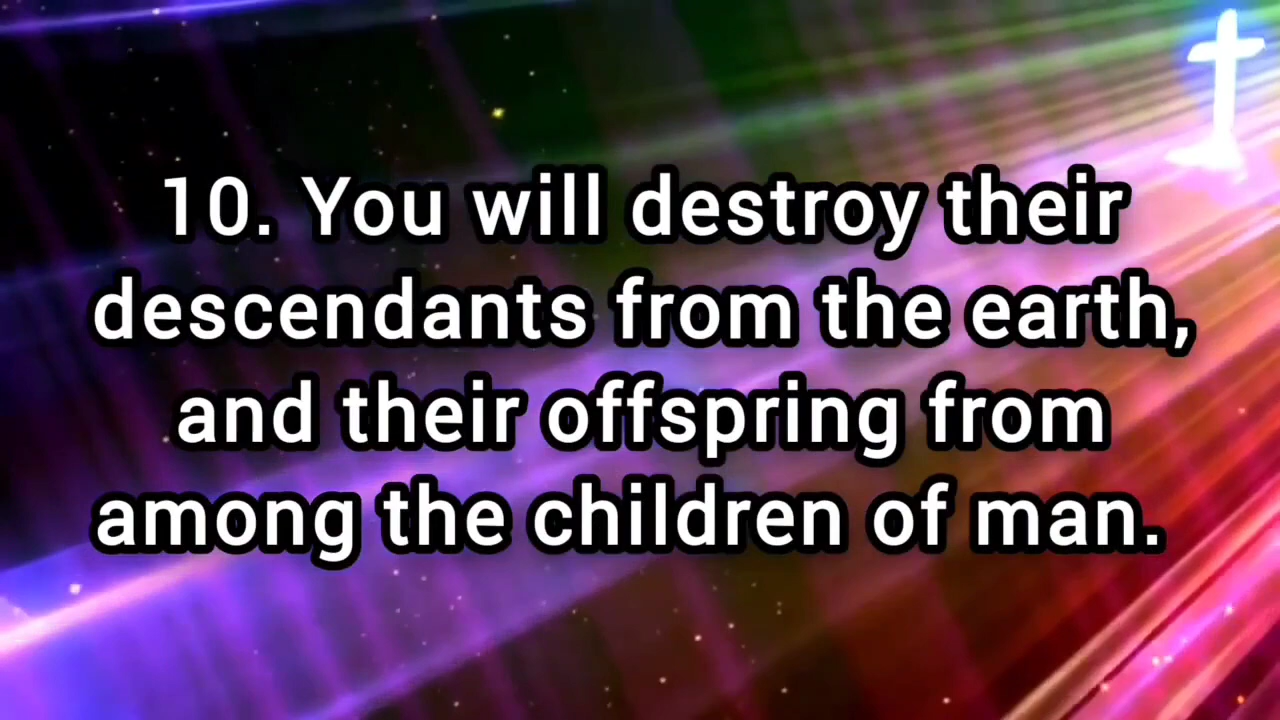 10. You will destroy their
descendants from the earth,
and their offspring from
among the children of man.